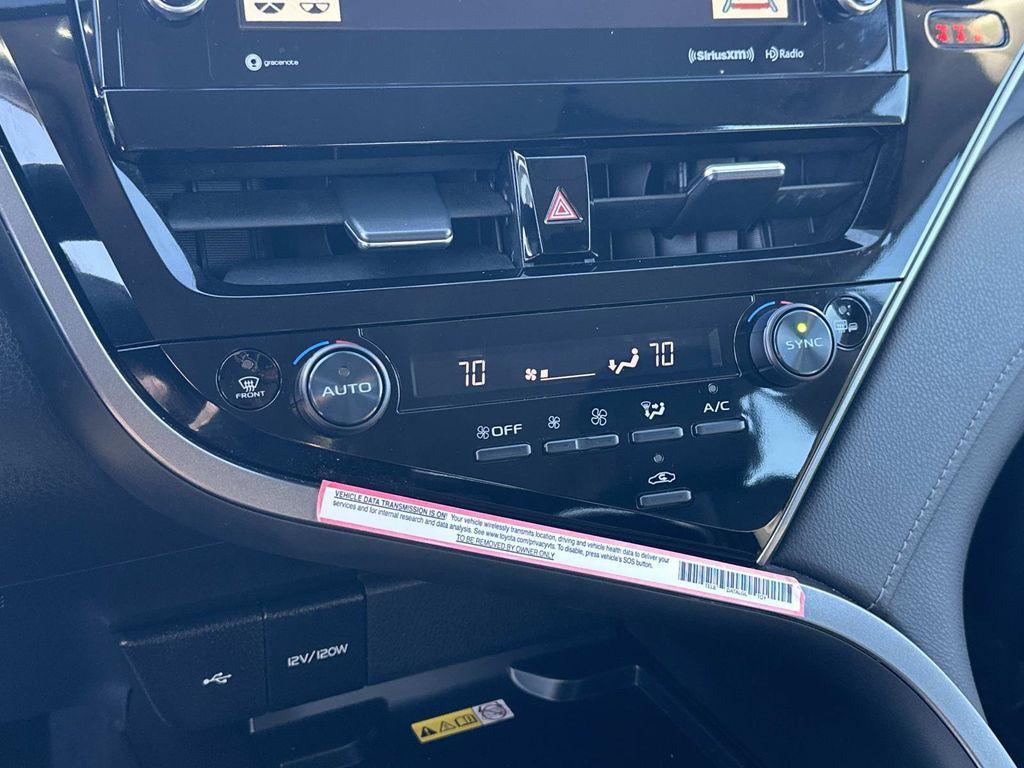 gracenote
((SiriusXM))
HD Radio
70
70
AUTO
SYNC
FRONT
OFF
A/C
VEHICLE DATA TRANSMISSION IS ON! Your vehicle wirelessly transmits location, driving and vehicle health data to deliver your
services and for internal research and data analysis. See www.toyota.com/privacyvts. To disable, press vehicle's SOS button.
TO BE REMOVED BY OWNER ONLY
12V/120W